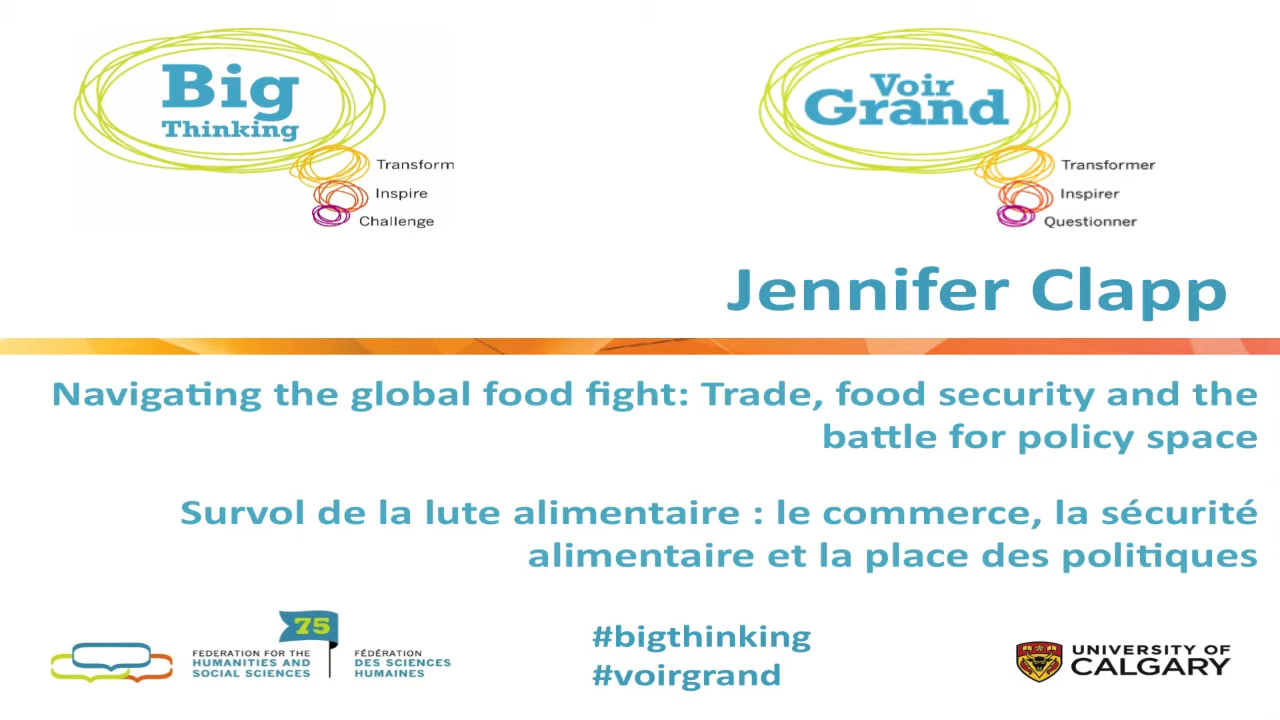 Big
Thinking
Transform
Inspire
Challenge
Voir
Grand
Transformer
Inspirer
Questionner
Jennifer Clapp
Navigating the global food fight: Trade, food security and the
battle for policy space
Survol de la lute alimentaire : le commerce, la sécurité
alimentaire et la place des politiques
75
FEDERATION FOR THE
HUMANITIES AND
SOCIAL SCIENCES
FÉDÉRATION
DES SCIENCES
HUMAINES
#bigthinking
#voirgrand
UNIVERSITY OF
CALGARY